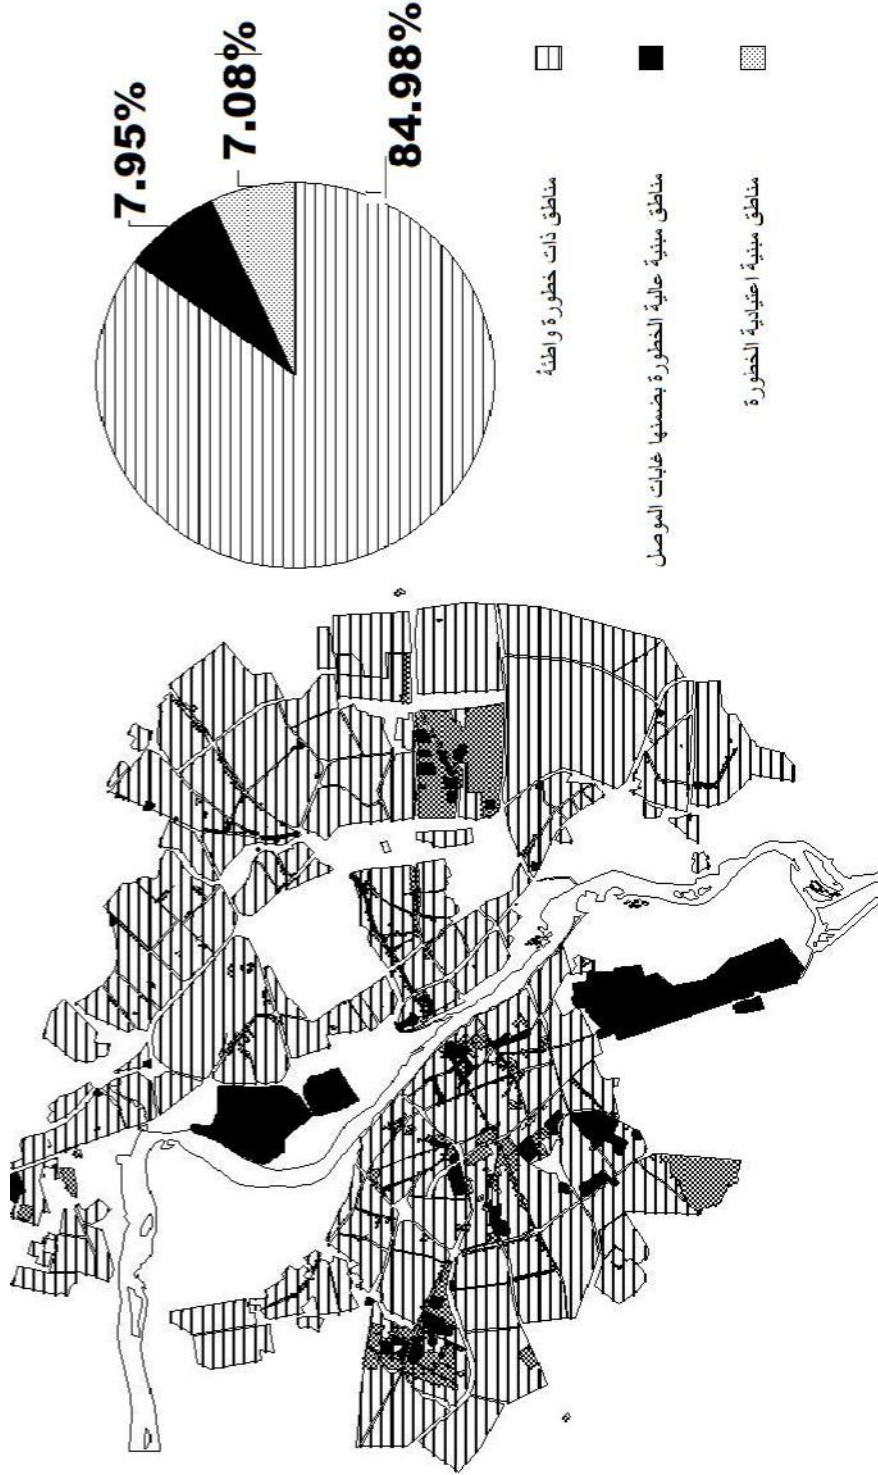 7.95%
7.08%
84.98%
مناطق ذات خطورة واطئة
مناطق مبنية عالية الخطورة بضمنها غابات الموصل
مناطق مبنية اعتيادية الخطورة